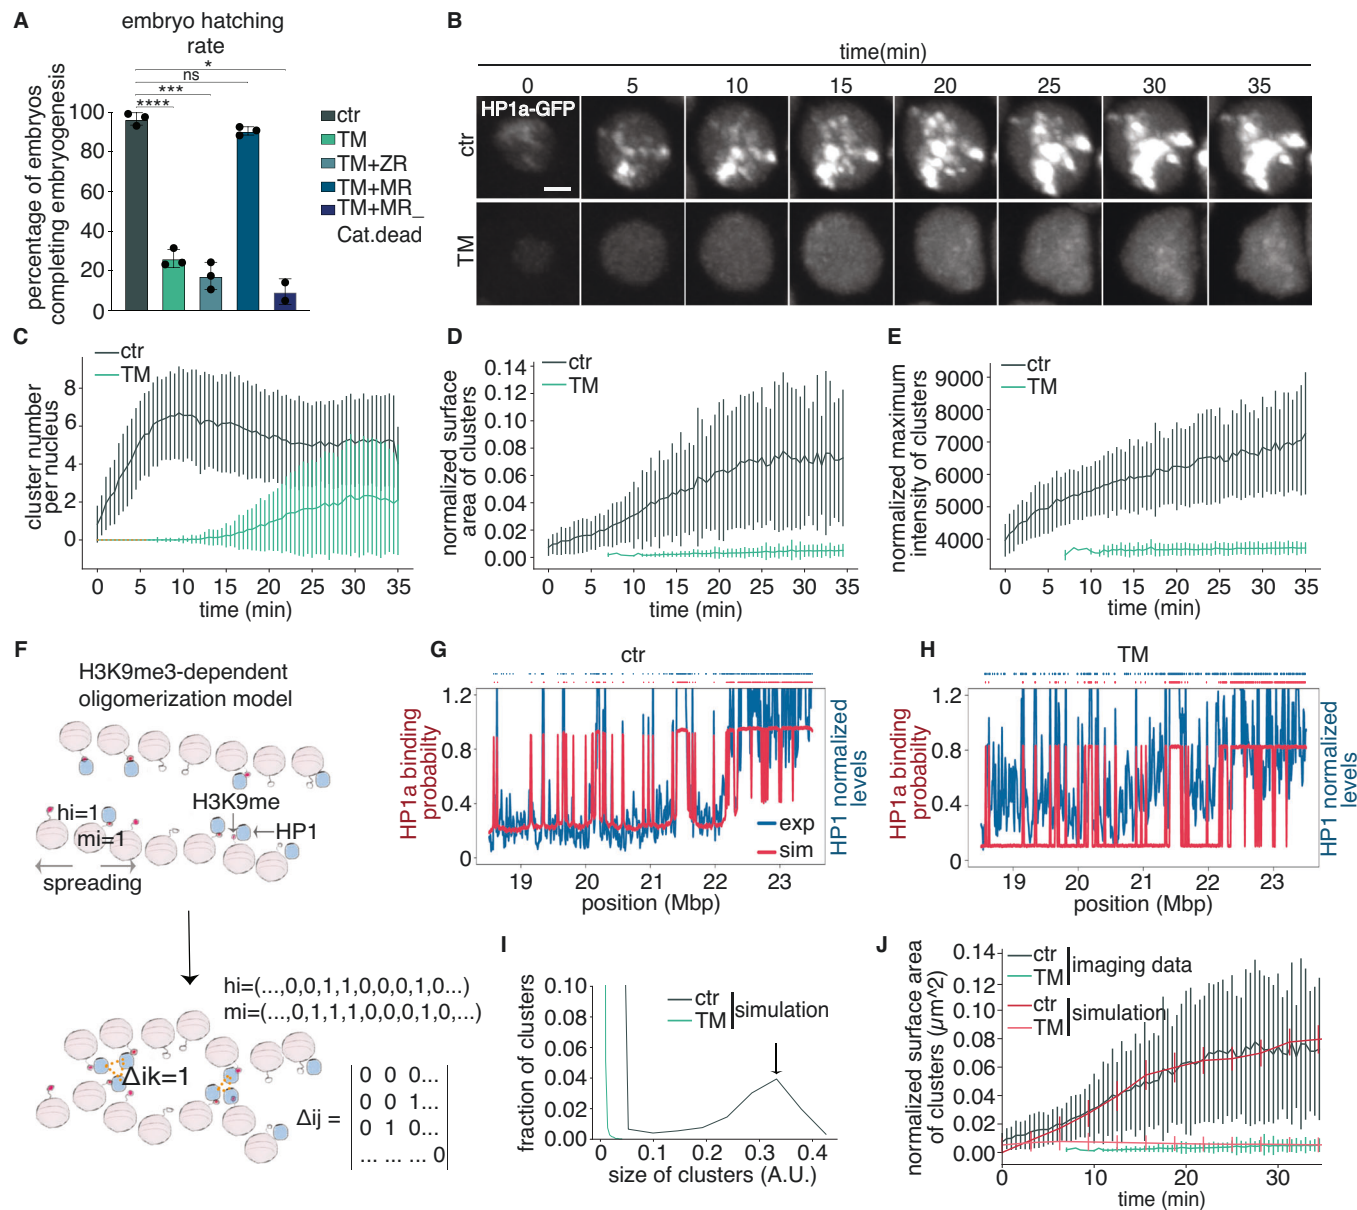 A
embryo hatching
rate
*
ns
***
****
percentage of embryos
completing embryogenesis
100
80
60
40
20
0
ctr
TM
TM+ZR
TM+MR
TM+MR_
Cat.dead
B
time(min)
0 5 10 15 20 25 30 35
HP1a-GFP
ctr
TM
C
ctr
TM
cluster number
per nucleus
8
6
4
2
0
0 5 10 15 20 25 30 35
time (min)
D
ctr
TM
normalized surface
area of clusters
0.14
0.12
0.10
0.08
0.06
0.04
0.02
0.00
0 5 10 15 20 25 30 35
time (min)
E
ctr
TM
normalized maximum
intensity of clusters
9000
8000
7000
6000
5000
4000
0 5 10 15 20 25 30 35
time (min)
F
H3K9me3-dependent
oligomerization model
hi=1
mi=1
H3K9me
HP1
spreading
hi=(...,0,0,1,1,0,0,0,1,0...)
mi=(...,0,1,1,1,0,0,0,1,0,...)
Δik=1
Δij =
0 0 0...
0 0 1...
0 1 0...
... ... ... 0
G
ctr
HP1a binding
probabilty
1.2
0.8
0.4
0
exp
sim
HP1 normalized
levels
19 20 21 22 23
position (Mbp)
H
TM
HP1a binding
probability
1.2
0.8
0.4
0
HP1 normalized
levels
19 20 21 22 23
position (Mbp)
I
fraction of clusters
0.10
0.08
0.06
0.04
0.02
0.00
ctr
TM
simulation
0 0.1 0.2 0.3 0.4
size of clusters (A.U.)
J
normalized surface area
of clusters (µm^2)
0.14
0.12
0.10
0.08
0.06
0.04
0.02
0.00
ctr
TM
imaging data
ctr
TM
simulation
0 10 20 30
time (min)